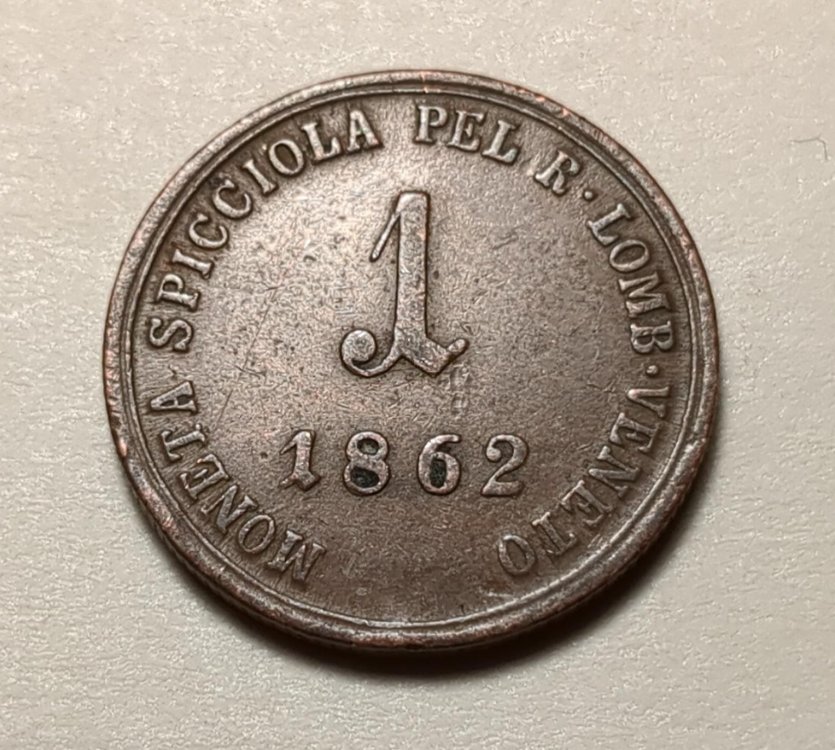 MONETA SPICCIOLA PEL R · LOMB · VENETO
1
1862